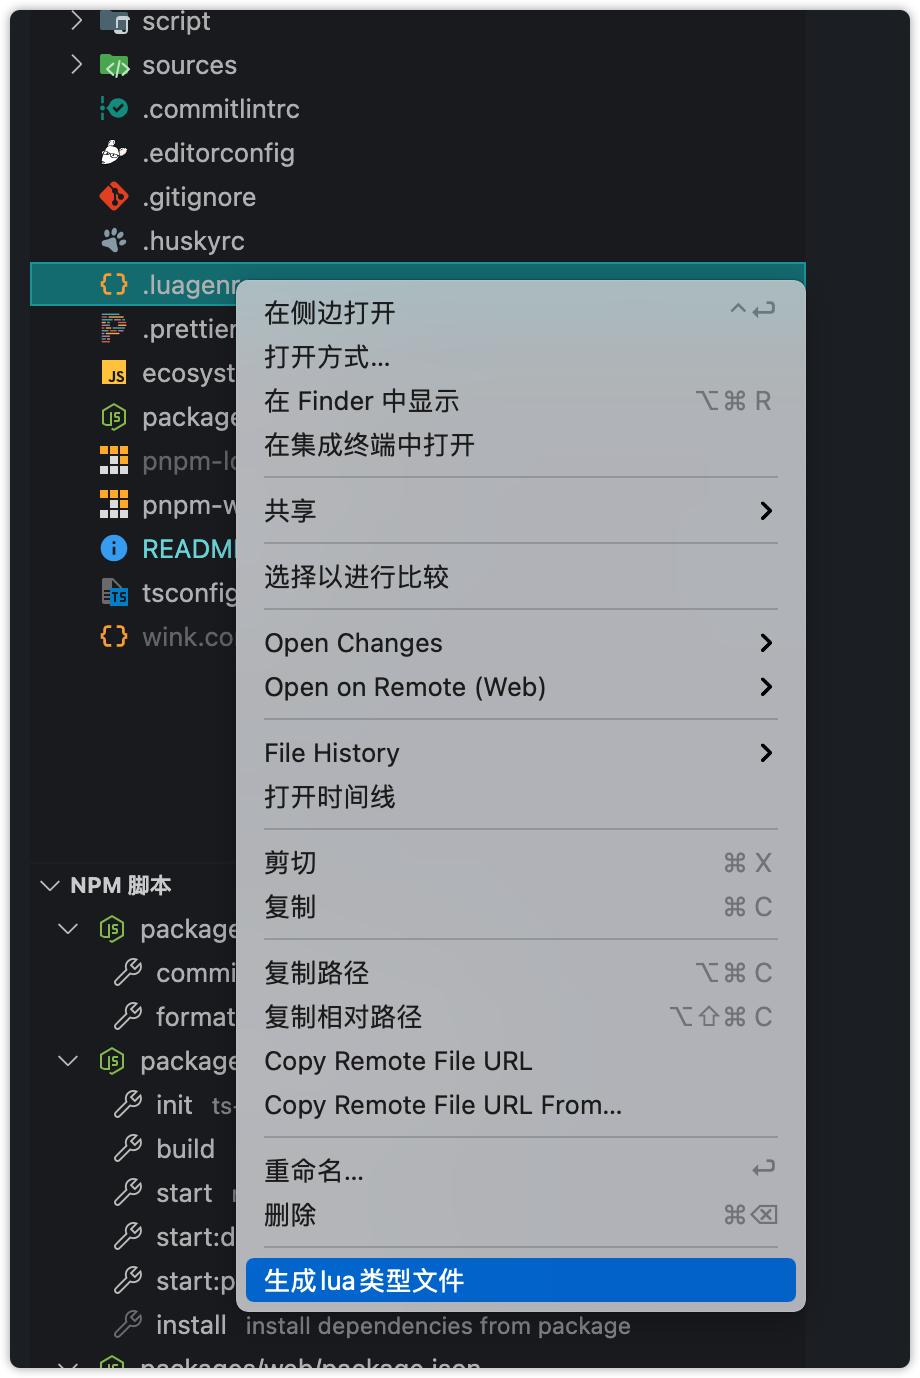 script
sources
.commitlintrc
.editorconfig
.gitignore
.huskyrc
.luagenr
.prettier
ecosyst
package
pnpm-lo
pnpm-w
README
tsconfig
wink.co
在侧边打开 ^↩
打开方式...
在 Finder 中显示 ⌥⌘ R
在集成终端中打开
共享
选择以进行比较
Open Changes
Open on Remote (Web)
File History
打开时间线
剪切 ⌘ X
复制 ⌘ C
复制路径 ⌥⌘ C
复制相对路径 ⌥⇧⌘ C
Copy Remote File URL
Copy Remote File URL From...
重命名... ↩
删除 ⌘⌫
生成lua类型文件
NPM 脚本
package
commi
format
package
init ts-
build
start
start:d
start:p
install install dependencies from package
packages/web/package.json